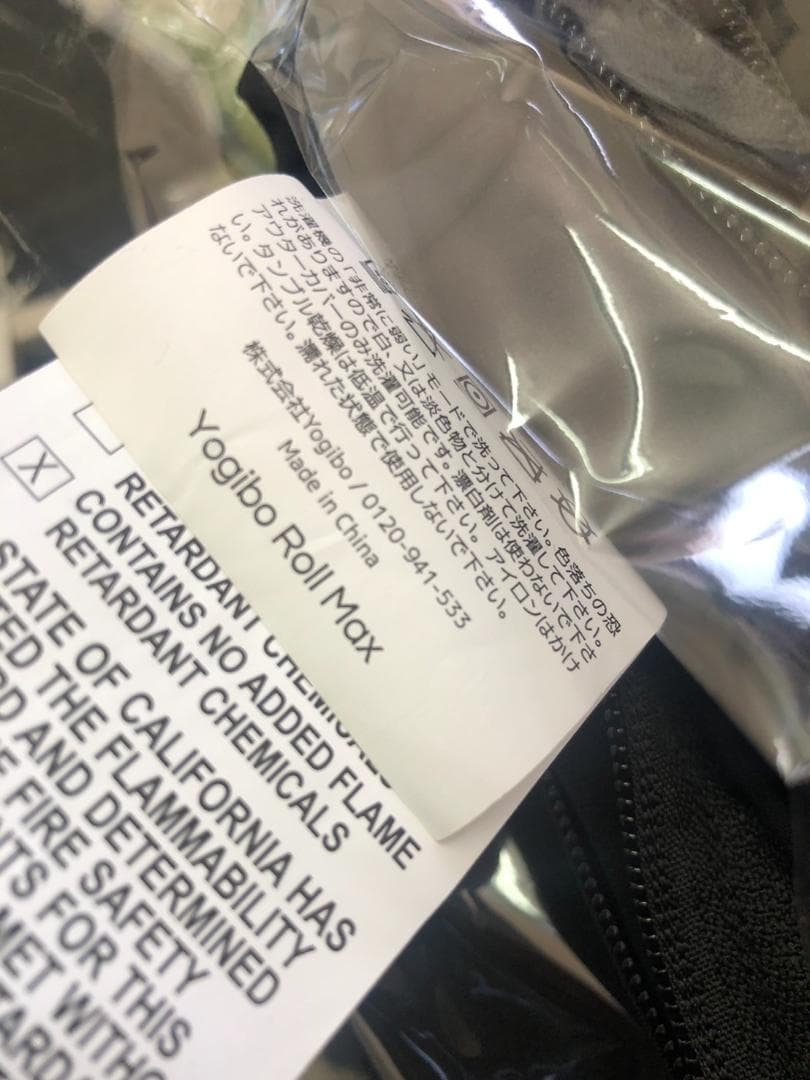 洗濯機の「非常に弱い」モードで洗って下さい。色落ちの恐
れがありますので白、又は淡色物と分けて洗濯して下さい。
アウターカバーのみ洗濯可能です。漂白剤は使わないで下さ
い。タンブル乾燥は低温で行って下さい。アイロンはかけ
ないで下さい。濡れた状態で使用しないで下さい。
株式会社Yogibo / 0120-941-533
Made in China
Yogibo Roll Max
RETARDANT CHEMICALS
X CONTAINS NO ADDED FLAME
RETARDANT CHEMICALS
STATE OF CALIFORNIA HAS
THE FLAMMABILITY
AND DETERMINED
FIRE SAFETY
FOR THIS
MET